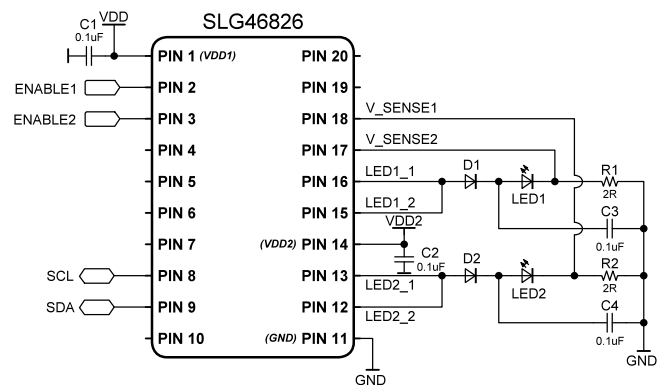 SLG46826
C1
0.1uF
VDD
PIN 1 (VDD1)
PIN 20
ENABLE1
PIN 2
PIN 19
ENABLE2
PIN 3
PIN 18
V_SENSE1
PIN 4
PIN 17
V_SENSE2
PIN 5
PIN 16
LED1_1
D1
LED1
R1
2R
PIN 6
PIN 15
LED1_2
C3
0.1uF
VDD2
PIN 7
(VDD2) PIN 14
C2
0.1uF
SCL
PIN 8
PIN 13
LED2_1
D2
LED2
R2
2R
SDA
PIN 9
PIN 12
LED2_2
C4
0.1uF
PIN 10
(GND) PIN 11
GND
GND